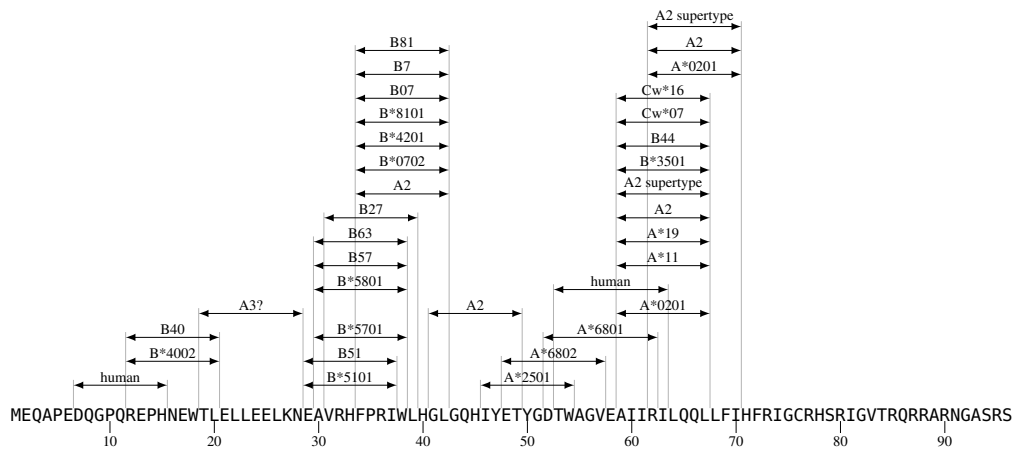 A2 supertype
B81 A2
B7 A*0201
B07 Cw*16
B*8101 Cw*07
B*4201 B44
B*0702 B*3501
A2 A2 supertype
B27 A2
B63 A*19
B57 A*11
B*5801 human
A3? A2 A*0201
B40 B*5701 A*6801
B*4002 B51 A*6802
human B*5101 A*2501
MEQAPEDQGPQREPHNEWTLELLEELKNEAVRHFPRIWLHGLGQHIYETYGDTWAGVEAIIRILQQLLFIHFRIGCRHSRIGVTRQRRARNGASRS
10 20 30 40 50 60 70 80 90